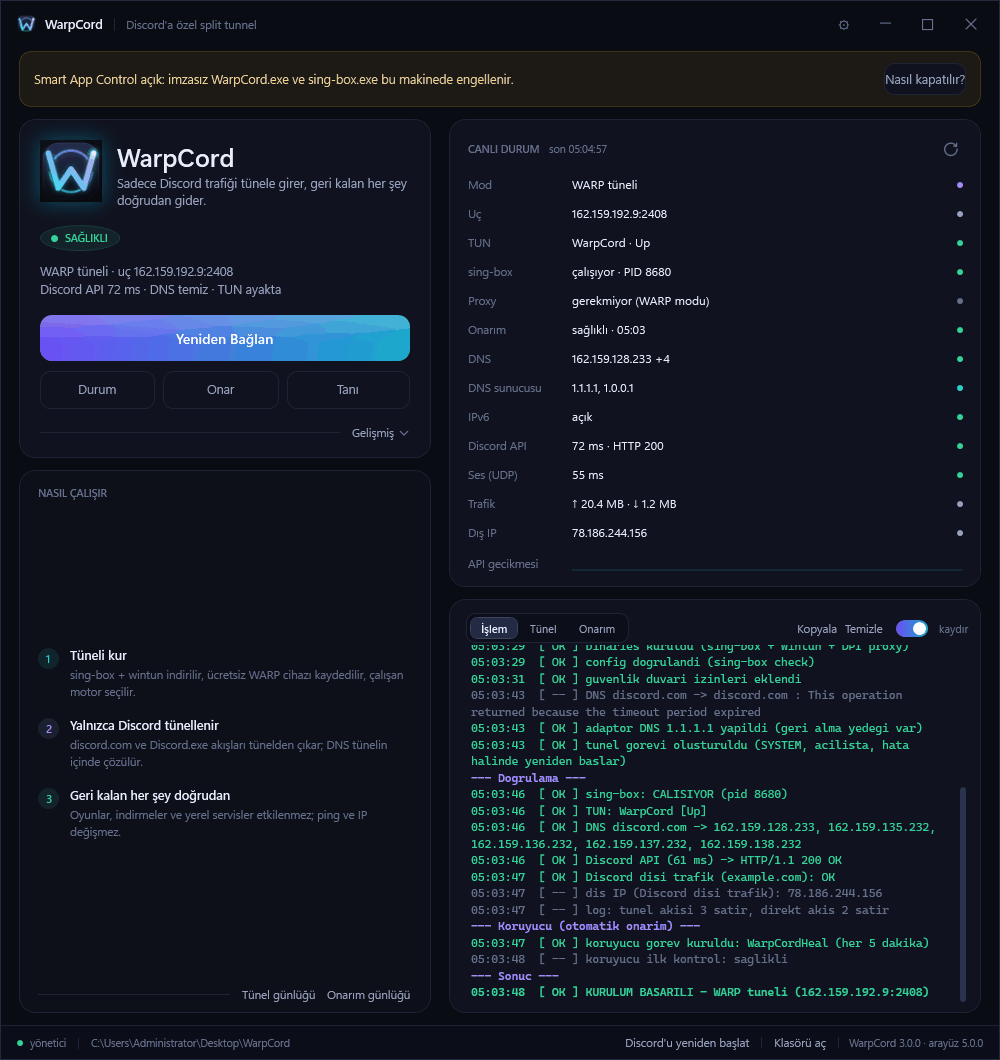 WarpCord
Discord'a özel split tunnel
Smart App Control açık: imzasız WarpCord.exe ve sing-box.exe bu makinede engellenir.
Nasıl kapatılır?
WarpCord
Sadece Discord trafiği tünele girer, geri kalan her şey
doğrudan gider.
SAĞLIKLI
WARP tüneli · uç 162.159.192.9:2408
Discord API 72 ms · DNS temiz · TUN ayakta
Yeniden Bağlan
Durum
Onar
Tanı
Gelişmiş
NASIL ÇALIŞIR
1 Tüneli kur
sing-box + wintun indirilir, ücretsiz WARP cihazı kaydedilir, çalışan
motor seçilir.
2 Yalnızca Discord tünellenir
discord.com ve Discord.exe akışları tünelden çıkar; DNS tünelin
içinde çözülür.
3 Geri kalan her şey doğrudan
Oyunlar, indirmeler ve yerel servisler etkilenmez; ping ve IP
değişmez.
Tünel günlüğü Onarım günlüğü
CANLI DURUM son 05:04:57
Mod WARP tüneli
Uç 162.159.192.9:2408
TUN WarpCord · Up
sing-box çalışıyor · PID 8680
Proxy gerekmiyor (WARP modu)
Onarım sağlıklı · 05:03
DNS 162.159.128.233 +4
DNS sunucusu 1.1.1.1, 1.0.0.1
IPv6 açık
Discord API 72 ms · HTTP 200
Ses (UDP) 55 ms
Trafik ↑ 20.4 MB · ↓ 1.2 MB
Dış IP 78.186.244.156
API gecikmesi
İşlem Tünel Onarım Kopyala Temizle kaydır
05:03:29 [ OK ] binaries kuruldu (sing-box + wintun + DPI proxy)
05:03:29 [ OK ] config dogrulandi (sing-box check)
05:03:31 [ OK ] guvenlik duvari izinleri eklendi
05:03:43 [ -- ] DNS discord.com -> discord.com : This operation
returned because the timeout period expired
05:03:43 [ OK ] adaptor DNS 1.1.1.1 yapildi (geri alma yedegi var)
05:03:43 [ OK ] tunel gorevi olusturuldu (SYSTEM, acilista, hata
halinde yeniden baslar)
--- Dogrulama ---
05:03:46 [ OK ] sing-box: CALISIYOR (pid 8680)
05:03:46 [ OK ] TUN: WarpCord [Up]
05:03:46 [ OK ] DNS discord.com -> 162.159.128.233, 162.159.135.232,
162.159.136.232, 162.159.137.232, 162.159.138.232
05:03:46 [ OK ] Discord API (61 ms) -> HTTP/1.1 200 OK
05:03:47 [ OK ] Discord disi trafik (example.com): OK
05:03:47 [ -- ] dis IP (Discord disi trafik): 78.186.244.156
05:03:47 [ -- ] log: tunel akisi 3 satir, direkt akis 2 satir
--- Koruyucu (otomatik onarim) ---
05:03:47 [ OK ] koruyucu gorev kuruldu: WarpCordHeal (her 5 dakika)
05:03:48 [ -- ] koruyucu ilk kontrol: saglikli
--- Sonuc ---
05:03:48 [ OK ] KURULUM BASARILI - WARP tuneli (162.159.192.9:2408)
yönetici
C:\Users\Administrator\Desktop\WarpCord
Discord'u yeniden başlat
Klasörü aç
WarpCord 3.0.0 · arayüz 5.0.0